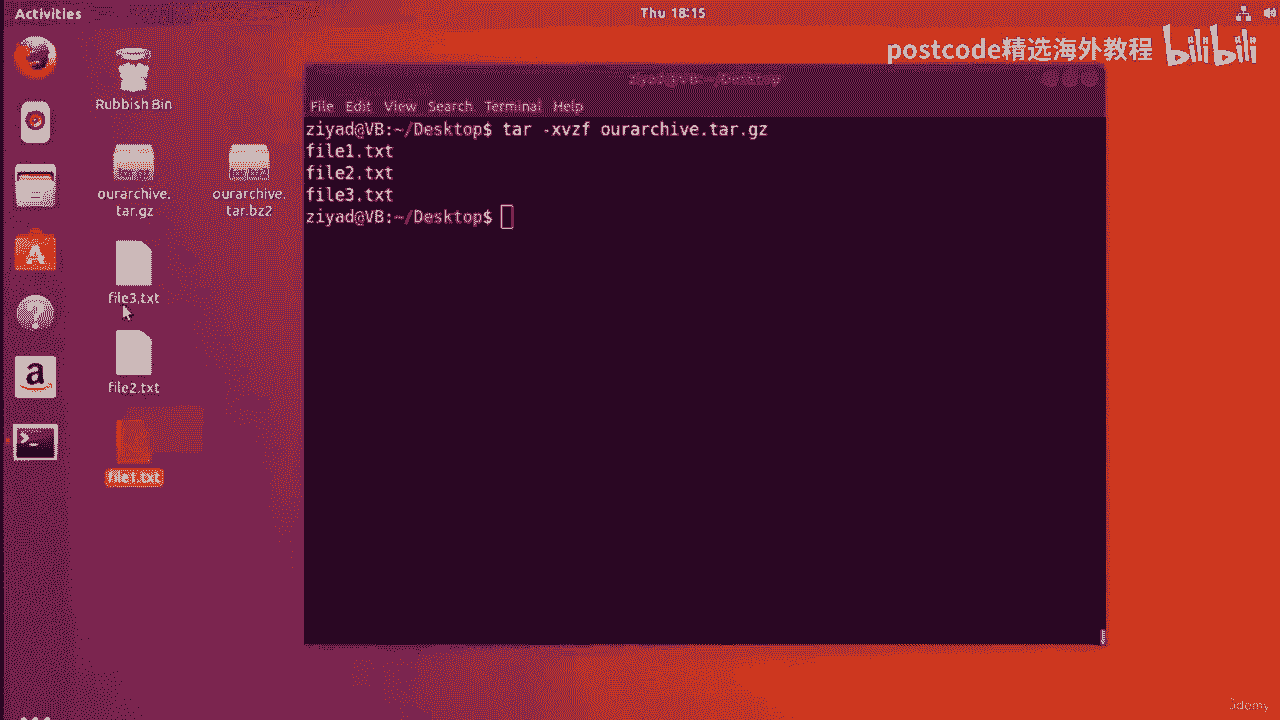 Activities
Thu 18:15
postcode精选海外教程 bilibili
Rubbish Bin
ourarchive.
tar.gz
ourarchive.
tar.bz2
file3.txt
file2.txt
file1.txt
ziyad@VB:~/Desktop
File Edit View Search Terminal Help
ziyad@VB:~/Desktop$ tar -xvzf ourarchive.tar.gz
file1.txt
file2.txt
file3.txt
ziyad@VB:~/Desktop$
Udemy